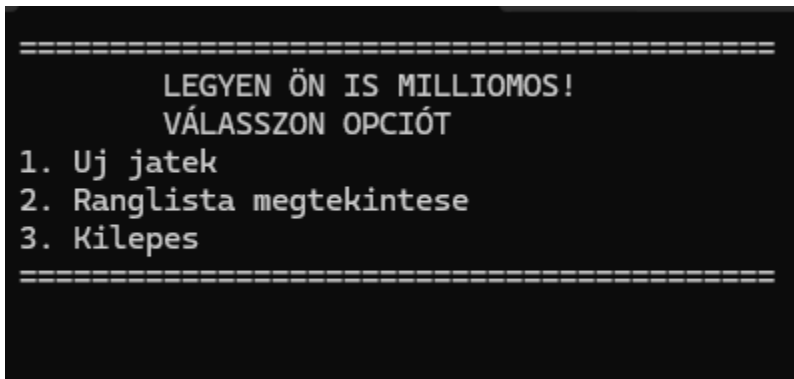 ==========================================
LEGYEN ÖN IS MILLIOMOS!
VÁLASSZON OPCIÓT
1. Uj jatek
2. Ranglista megtekintese
3. Kilepes
==========================================